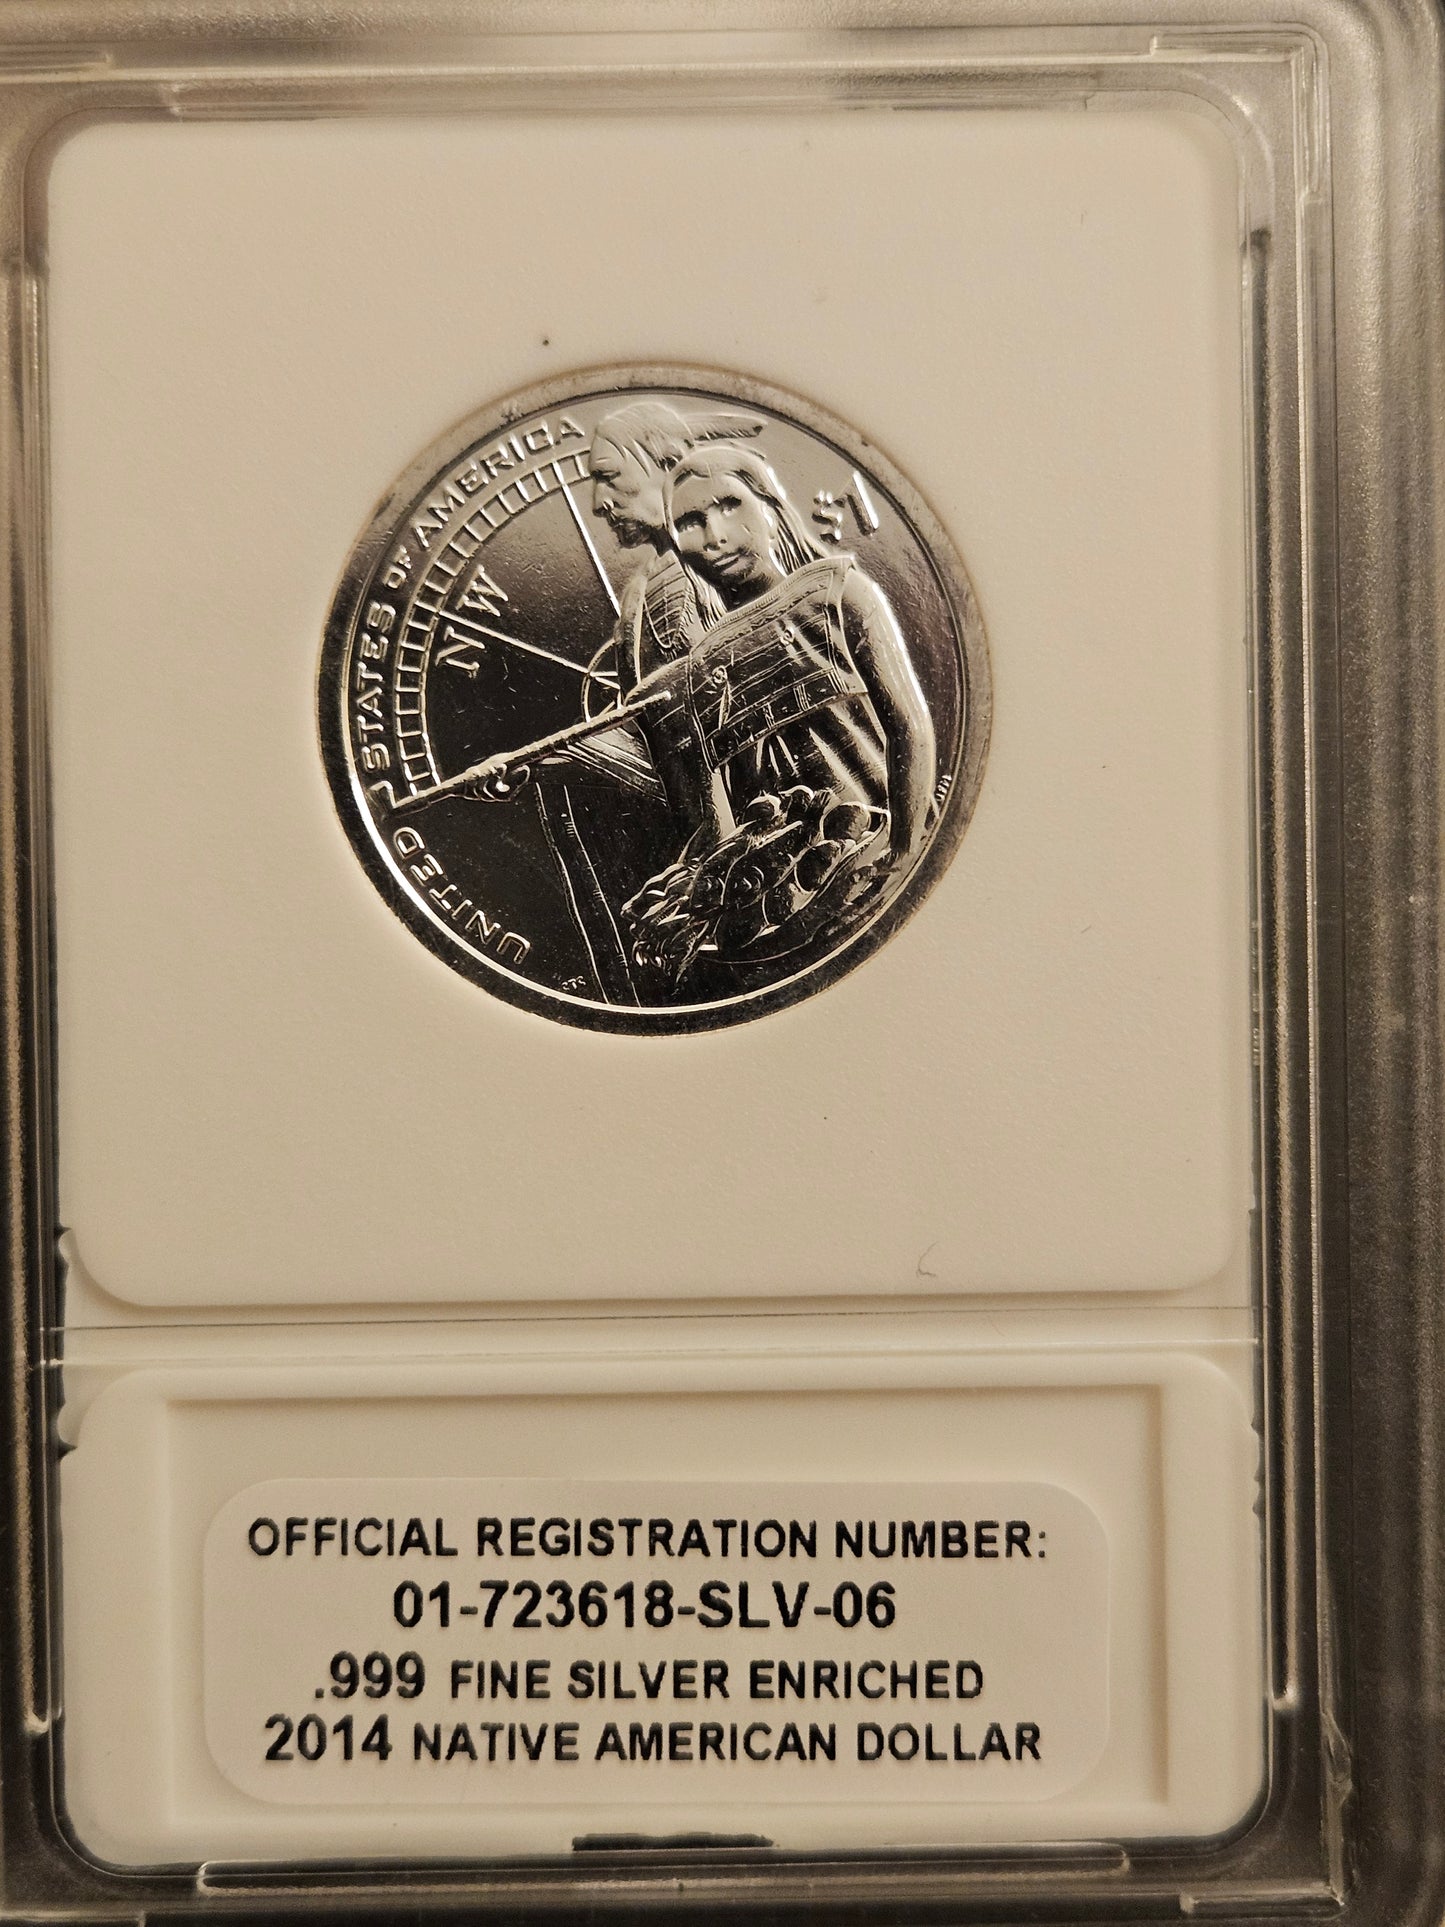 UNITED STATES OF AMERICA
$1
N W
OFFICIAL REGISTRATION NUMBER:
01-723618-SLV-06
.999 FINE SILVER ENRICHED
2014 NATIVE AMERICAN DOLLAR